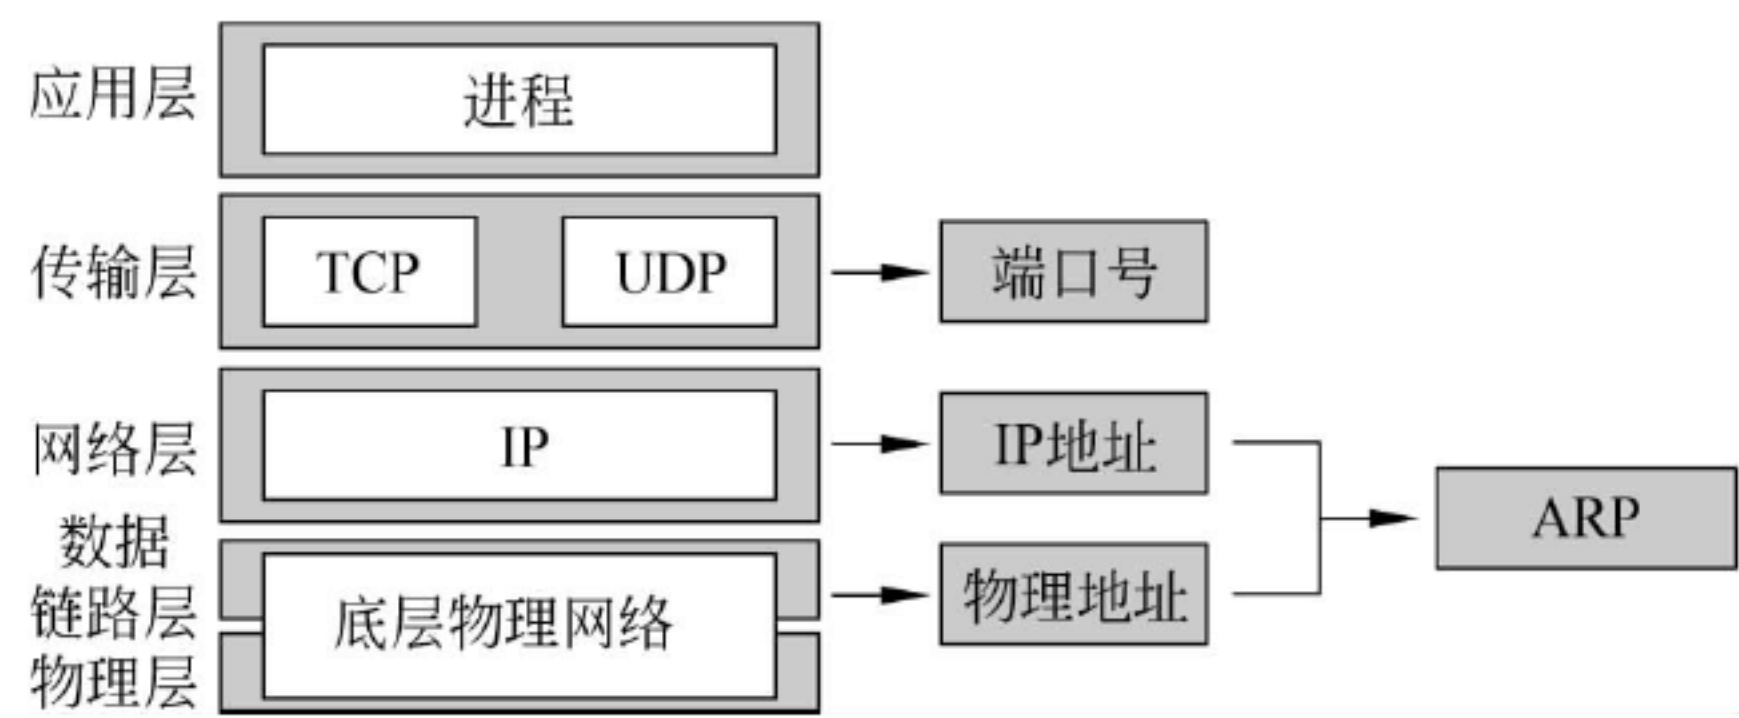 应用层
进程
传输层
TCP
UDP
端口号
网络层
IP
IP地址
ARP
数据
链路层
物理层
底层物理网络
物理地址